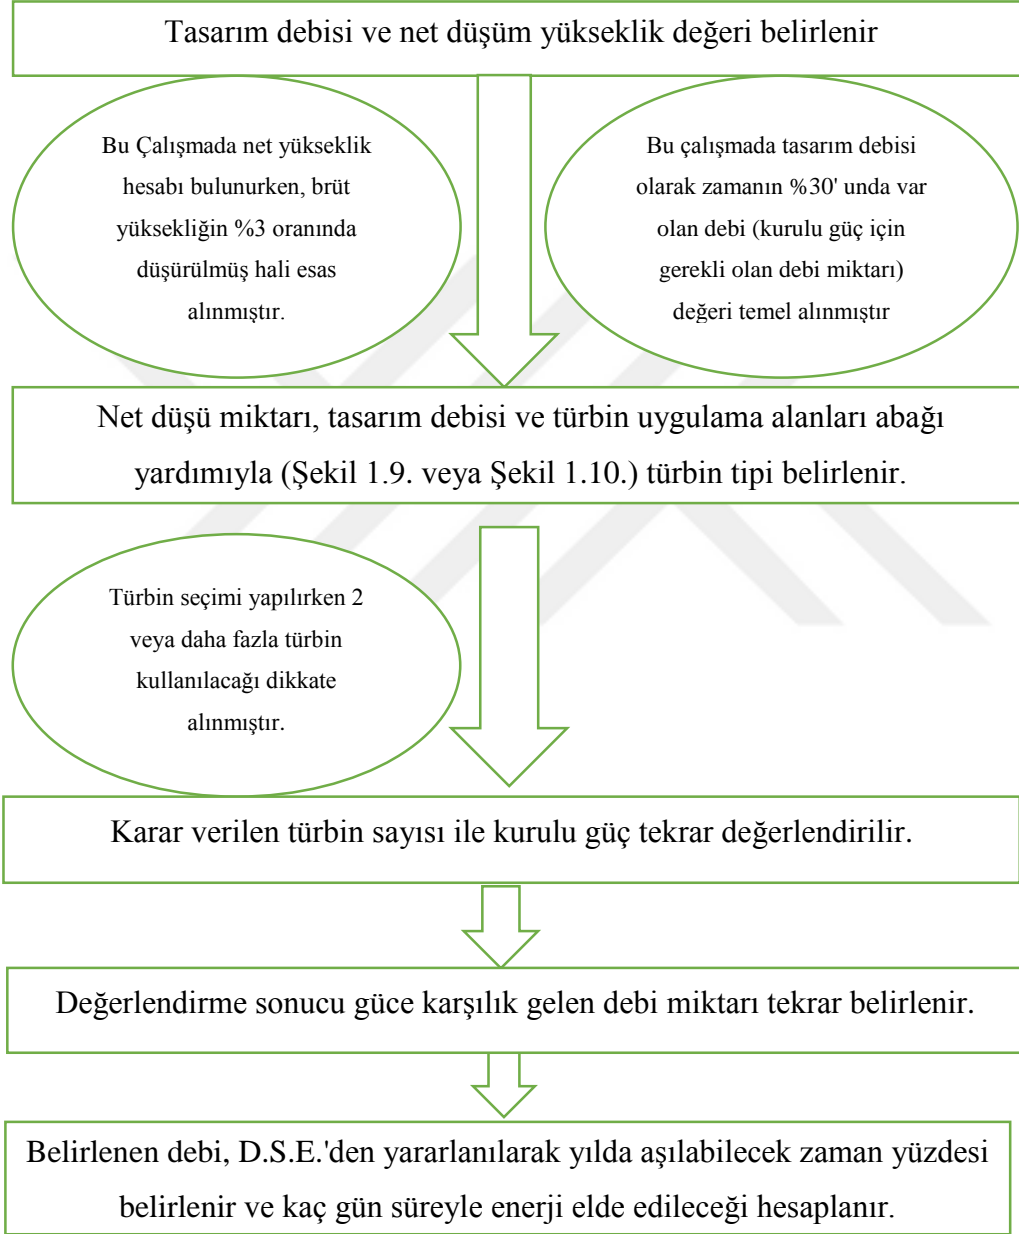 Tasarım debisi ve net düşüm yükseklik değeri belirlenir
Bu Çalışmada net yükseklik
hesabı bulunurken, brüt
yüksekliğin %3 oranında
düşürülmüş hali esas
alınmıştır.
Bu çalışmada tasarım debisi
olarak zamanın %30' unda var
olan debi (kurulu güç için
gerekli olan debi miktarı)
değeri temel alınmıştır
Net düşü miktarı, tasarım debisi ve türbin uygulama alanları abağı
yardımıyla (Şekil 1.9. veya Şekil 1.10.) türbin tipi belirlenir.
Türbin seçimi yapılırken 2
veya daha fazla türbin
kullanılacağı dikkate
alınmıştır.
Karar verilen türbin sayısı ile kurulu güç tekrar değerlendirilir.
Değerlendirme sonucu güce karşılık gelen debi miktarı tekrar belirlenir.
Belirlenen debi, D.S.E.'den yararlanılarak yılda aşılabilecek zaman yüzdesi
belirlenir ve kaç gün süreyle enerji elde edileceği hesaplanır.